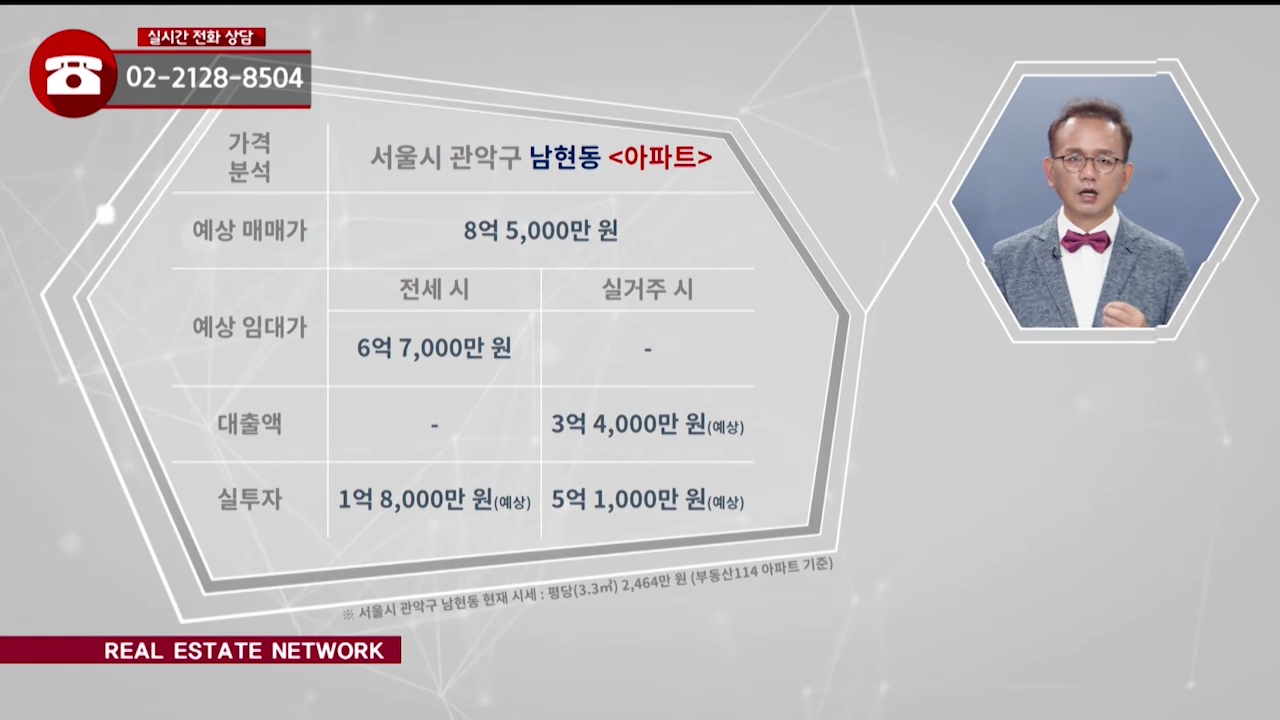 실시간 전화 상담
02-2128-8504
가격
분석
서울시 관악구 남현동 <아파트>
예상 매매가
8억 5,000만 원
전세 시
실거주 시
예상 임대가
6억 7,000만 원
-
대출액
-
3억 4,000만 원(예상)
실투자
1억 8,000만 원(예상)
5억 1,000만 원(예상)
※ 서울시 관악구 남현동 현재 시세 : 평당(3.3㎡) 2,464만 원 (부동산114 아파트 기준)
REAL ESTATE NETWORK